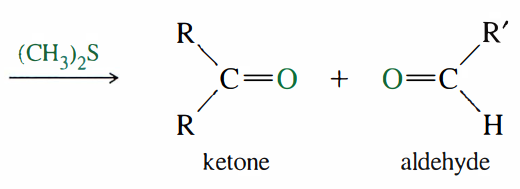 (CH₃)₂S
R R C=O + O=C R′ H
ketone aldehyde